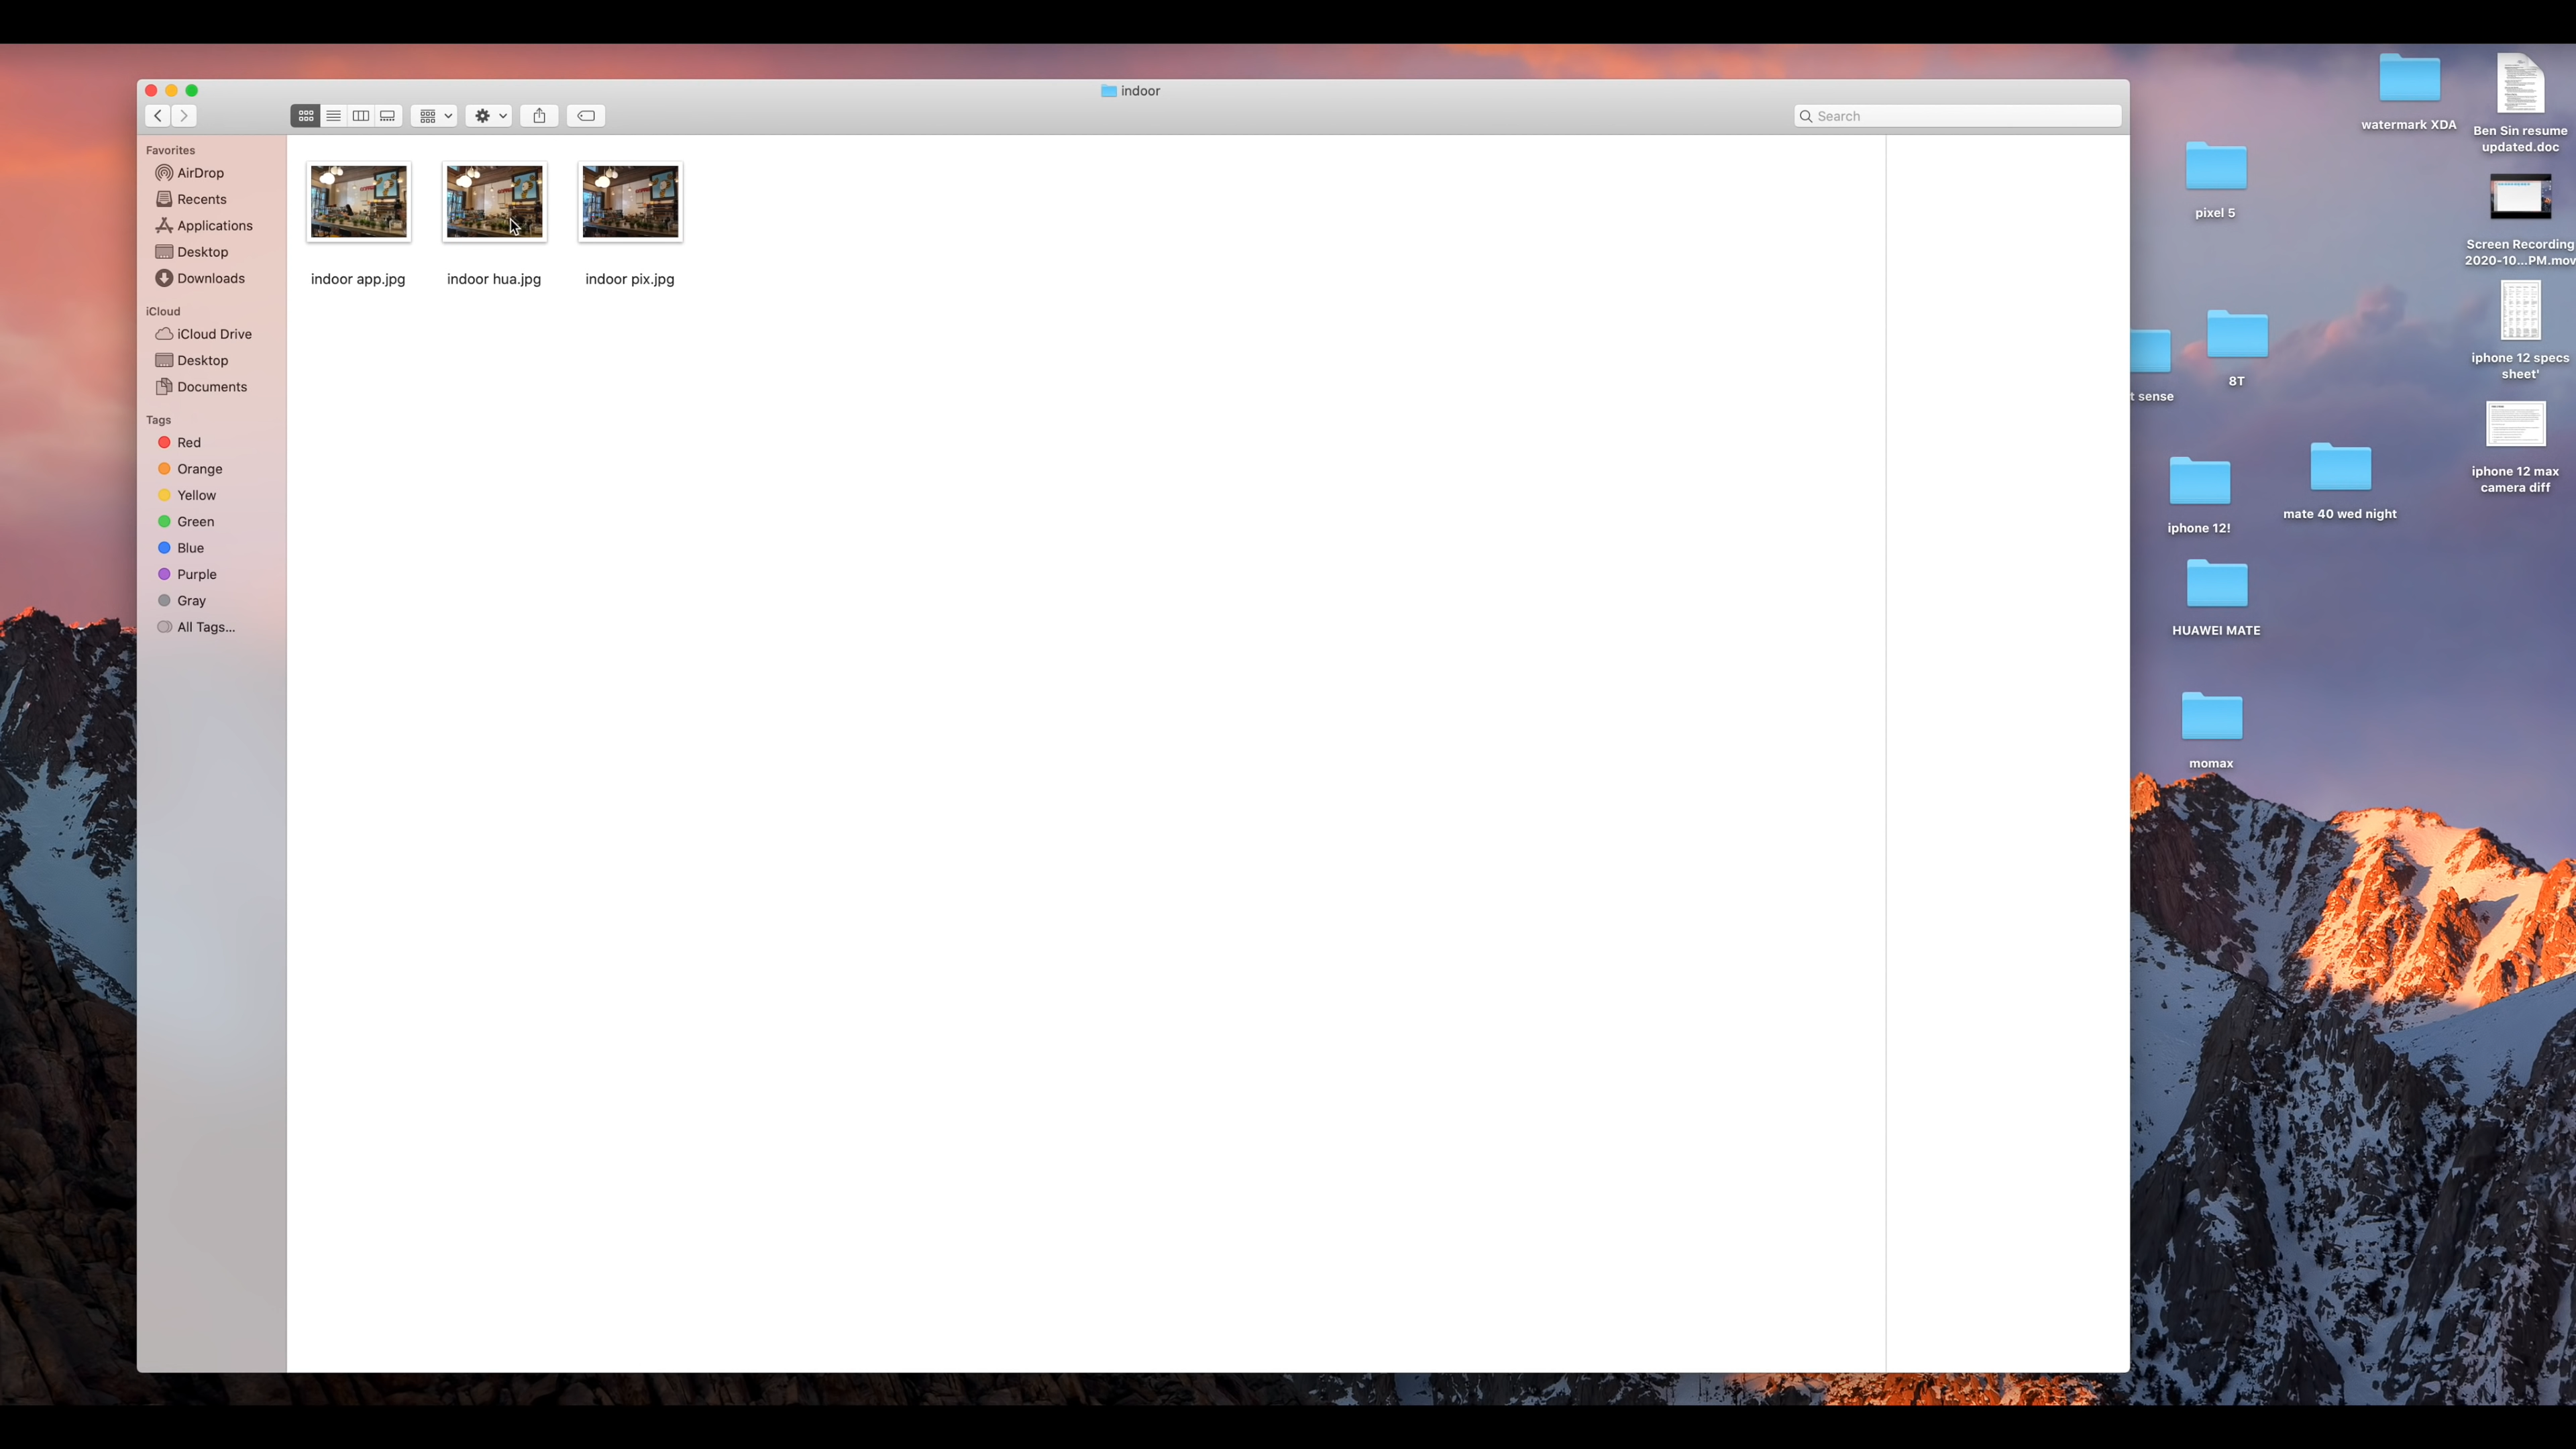 indoor
Search
Favorites
AirDrop
Recents
Applications
Desktop
Downloads
iCloud
iCloud Drive
Desktop
Documents
Tags
Red
Orange
Yellow
Green
Blue
Purple
Gray
All Tags...
indoor app.jpg
indoor hua.jpg
indoor pix.jpg
watermark XDA
Ben Sin resume
updated.doc
pixel 5
Screen Recording
2020-10...PM.mov
8T
t sense
iphone 12 specs
sheet'
iphone 12!
mate 40 wed night
iphone 12 max
camera diff
HUAWEI MATE
momax